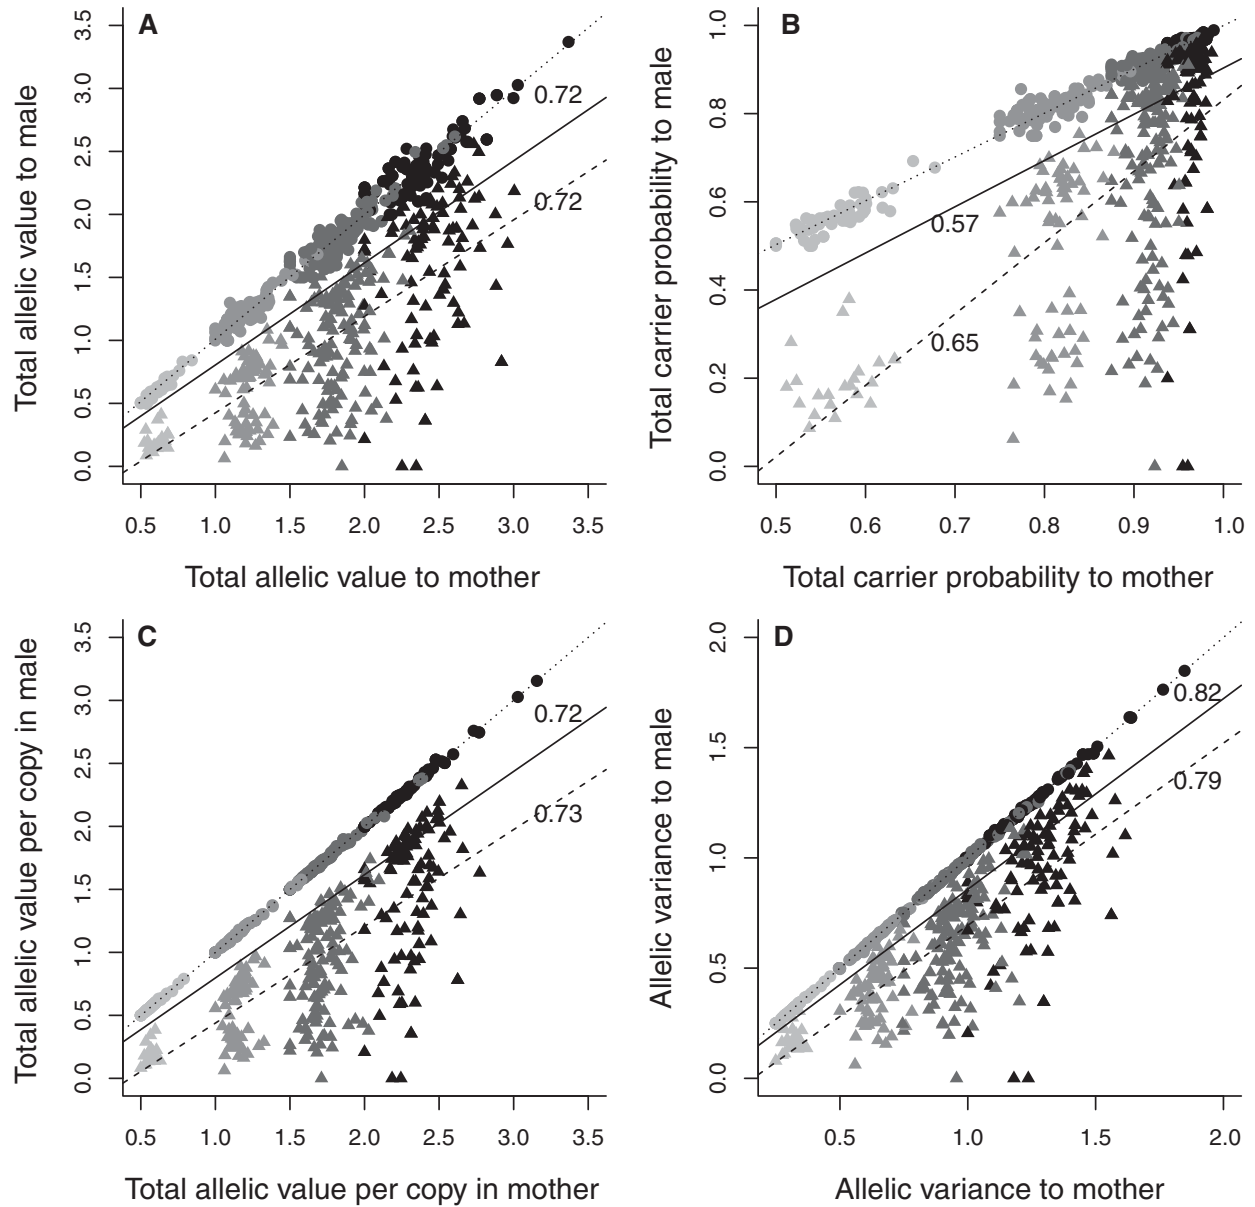 A
Total allelic value to male
3.5
3.0
2.5
2.0
1.5
1.0
0.5
0.0
0.72
0.72
0.5 1.0 1.5 2.0 2.5 3.0 3.5
Total allelic value to mother
B
Total carrier probability to male
1.0
0.8
0.6
0.4
0.2
0.0
0.57
0.65
0.5 0.6 0.7 0.8 0.9 1.0
Total carrier probability to mother
C
Total allelic value per copy in male
3.5
3.0
2.5
2.0
1.5
1.0
0.5
0.0
0.72
0.73
0.5 1.0 1.5 2.0 2.5 3.0 3.5
Total allelic value per copy in mother
D
Allelic variance to male
2.0
1.5
1.0
0.5
0.0
0.82
0.79
0.5 1.0 1.5 2.0
Allelic variance to mother